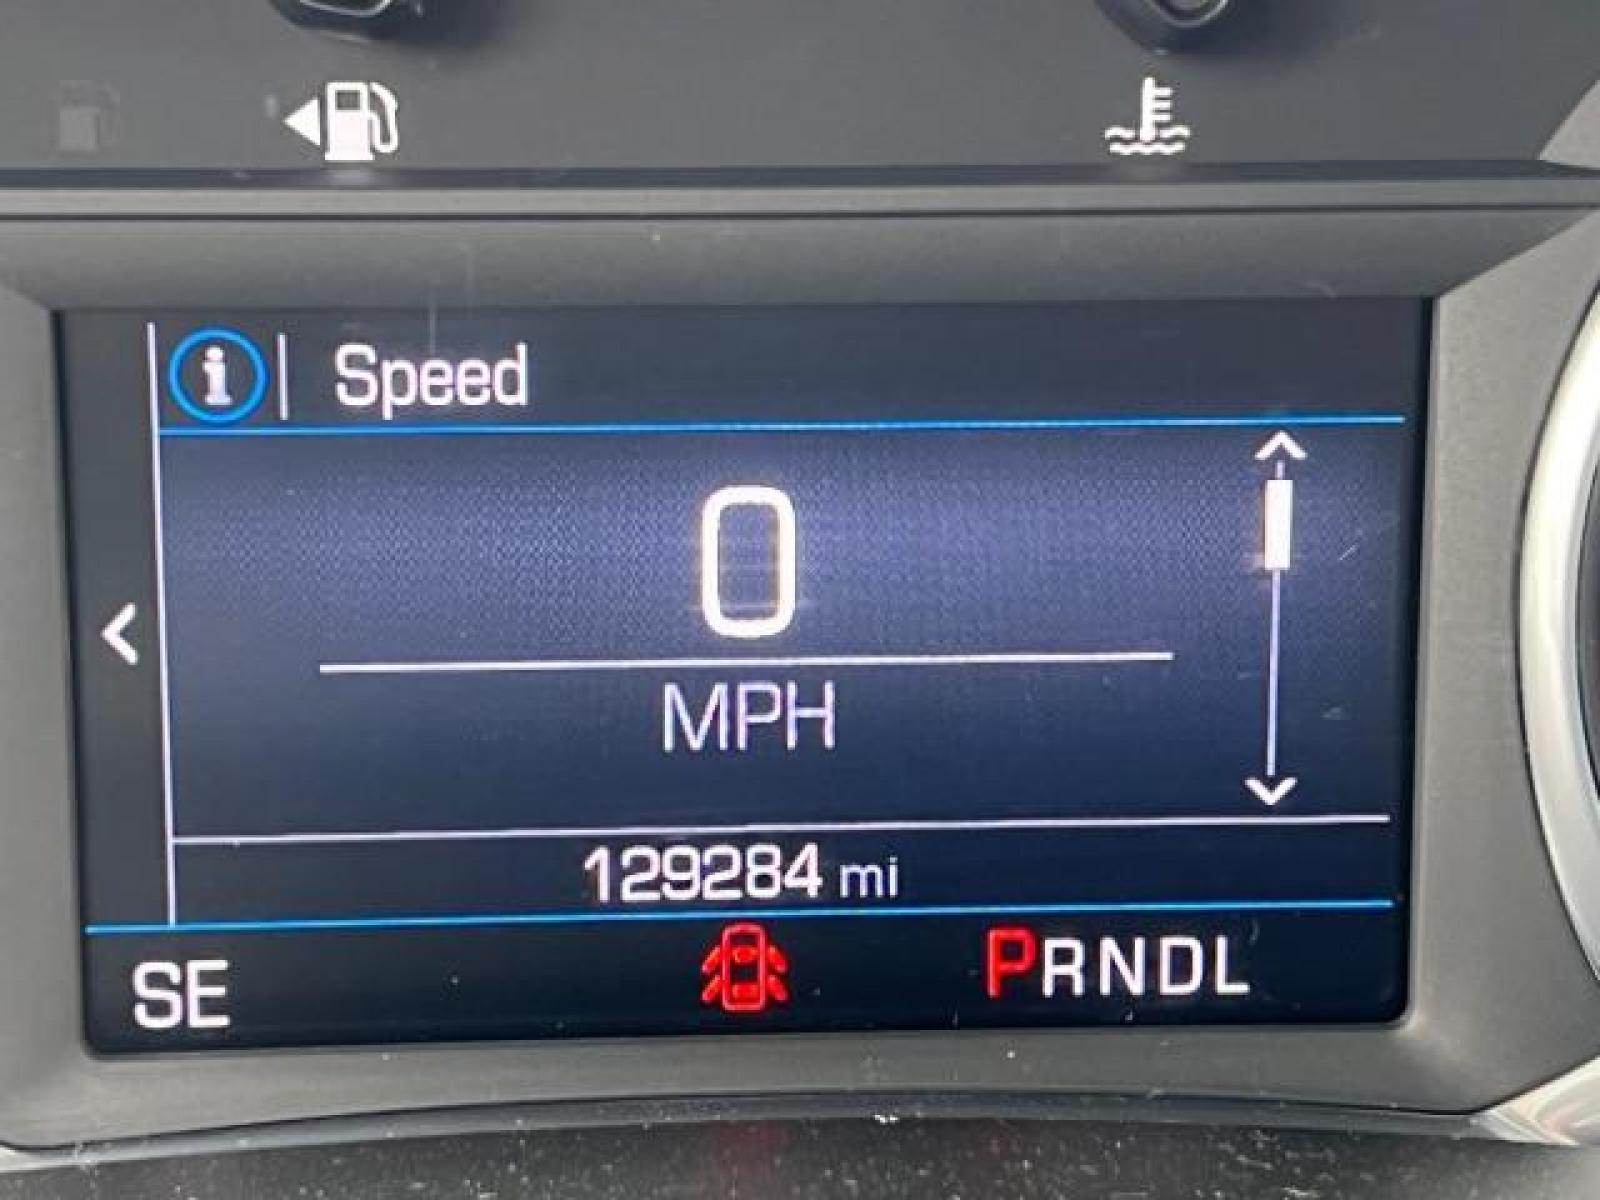 i Speed
0
MPH
129284 mi
SE PRNDL